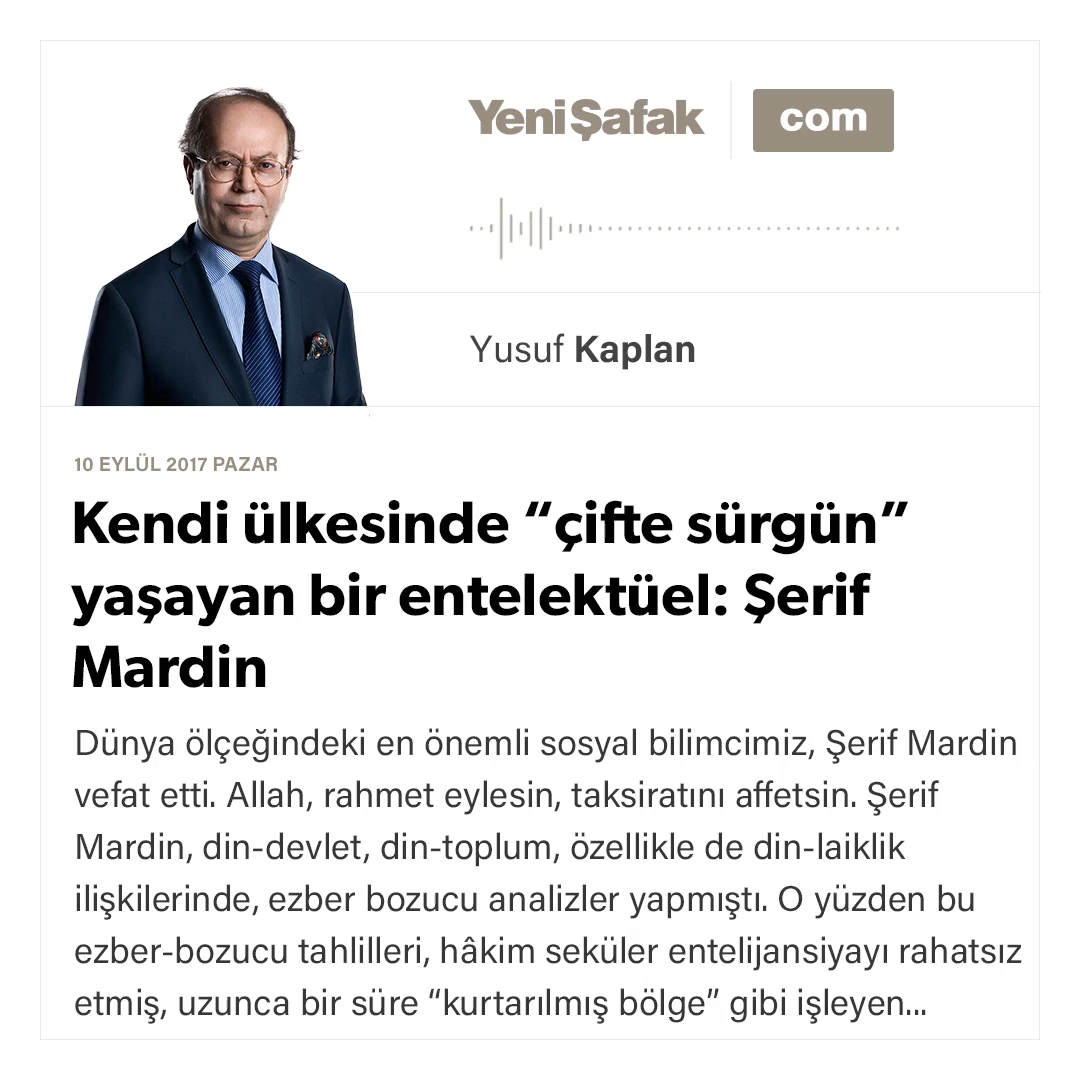 YeniŞafak com
Yusuf Kaplan
10 EYLÜL 2017 PAZAR
Kendi ülkesinde “çifte sürgün”
yaşayan bir entelektüel: Şerif
Mardin
Dünya ölçeğindeki en önemli sosyal bilimcimiz, Şerif Mardin
vefat etti. Allah, rahmet eylesin, taksiratını affetsin. Şerif
Mardin, din-devlet, din-toplum, özellikle de din-laiklik
ilişkilerinde, ezber bozucu analizler yapmıştı. O yüzden bu
ezber-bozucu tahlilleri, hâkim seküler entelijansiyayı rahatsız
etmiş, uzunca bir süre “kurtarılmış bölge” gibi işleyen...